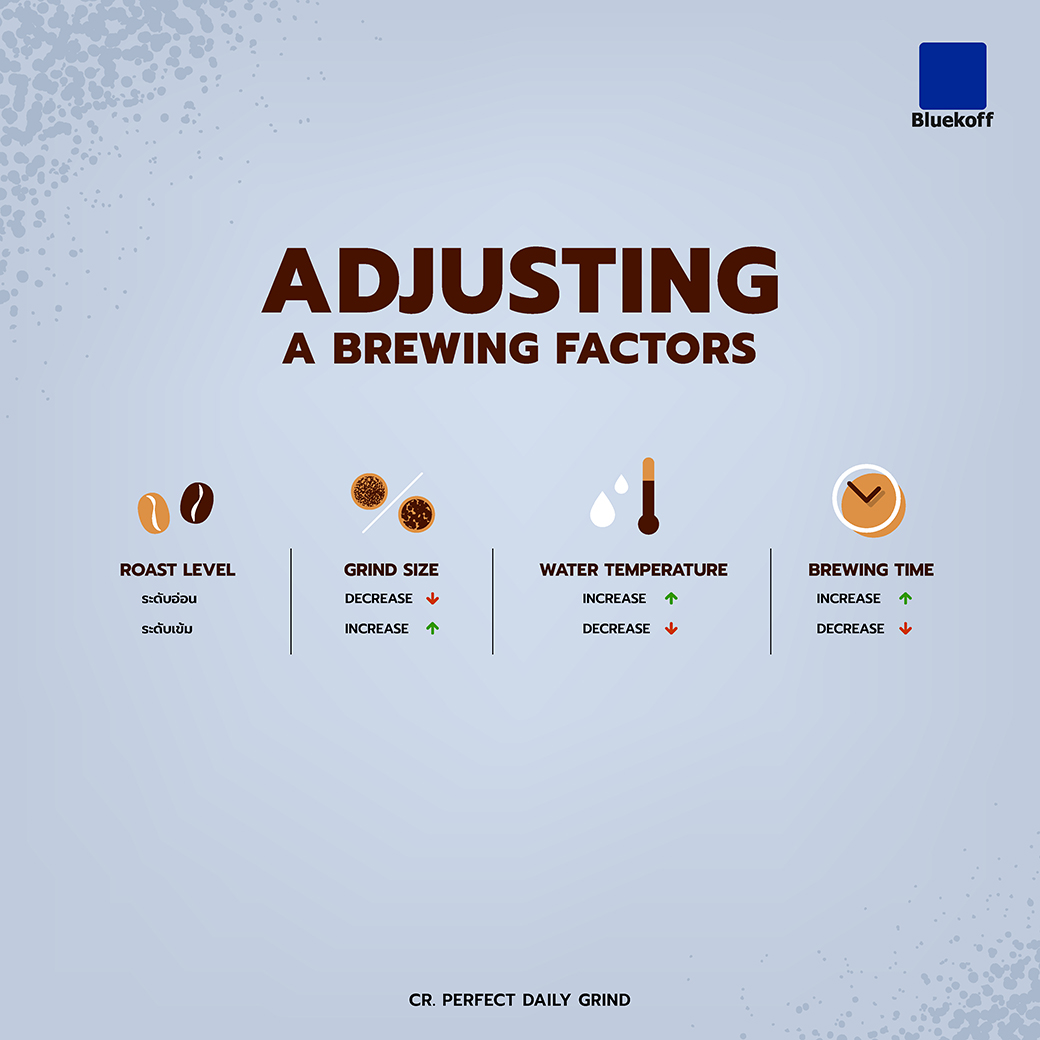 Bluekoff
ADJUSTING
A BREWING FACTORS
ROAST LEVEL
ระดับอ่อน
ระดับเข้ม
GRIND SIZE
DECREASE
INCREASE
WATER TEMPERATURE
INCREASE
DECREASE
BREWING TIME
INCREASE
DECREASE
CR. PERFECT DAILY GRIND